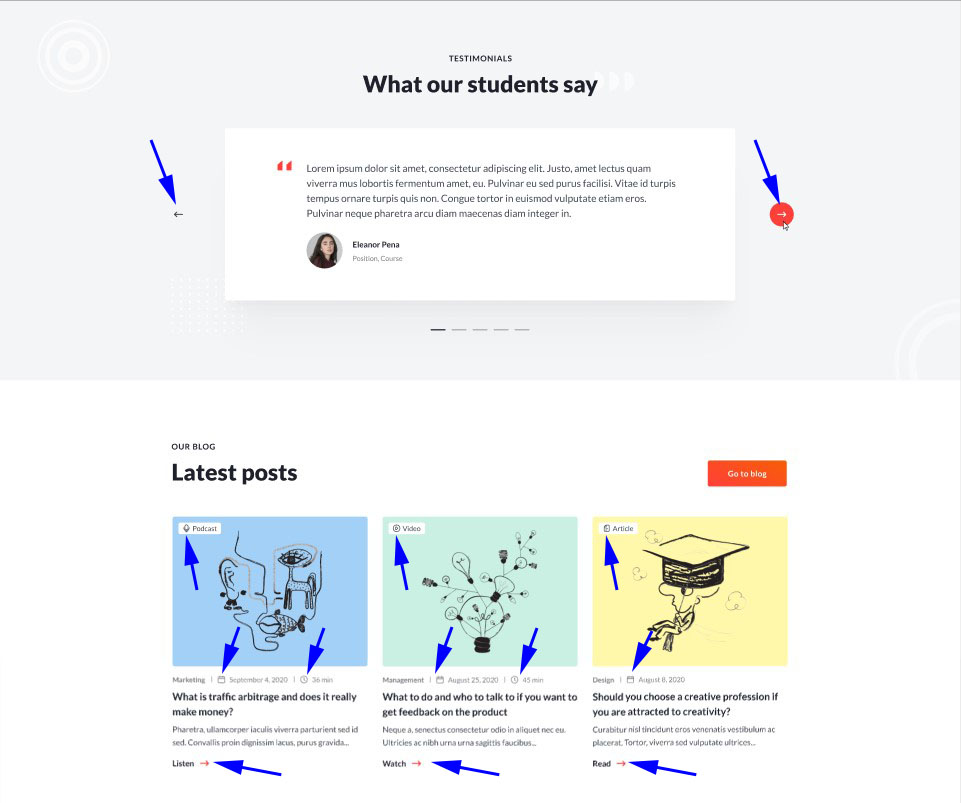 TESTIMONIALS
What our students say
Lorem ipsum dolor sit amet, consectetur adipiscing elit. Justo, amet lectus quam
viverra mus lobortis fermentum amet, eu. Pulvinar eu sed purus facilisi. Vitae id turpis
tempus ornare turpis quis non. Congue tortor in euismod vulputate etiam eros.
Pulvinar neque pharetra arcu diam maecenas diam integer in.
Eleanor Pena
Position, Course
OUR BLOG
Latest posts
Go to blog
Podcast
Marketing | September 4, 2020 | 36 min
What is traffic arbitrage and does it really
make money?
Pharetra, ullamcorper iaculis viverra parturient sed id
sed. Convallis proin dignissim lacus, purus gravida...
Listen
Video
Management | August 25, 2020 | 45 min
What to do and who to talk to if you want to
get feedback on the product
Neque a, senectus consectetur odio in aliquet nec eu.
Ultricies ac nibh urna urna sagittis faucibus...
Watch
Article
Design | August 8, 2020
Should you choose a creative profession if
you are attracted to creativity?
Curabitur nisl tincidunt eros venenatis vestibulum ac
placerat. Tortor, viverra sed vulputate ultrices...
Read